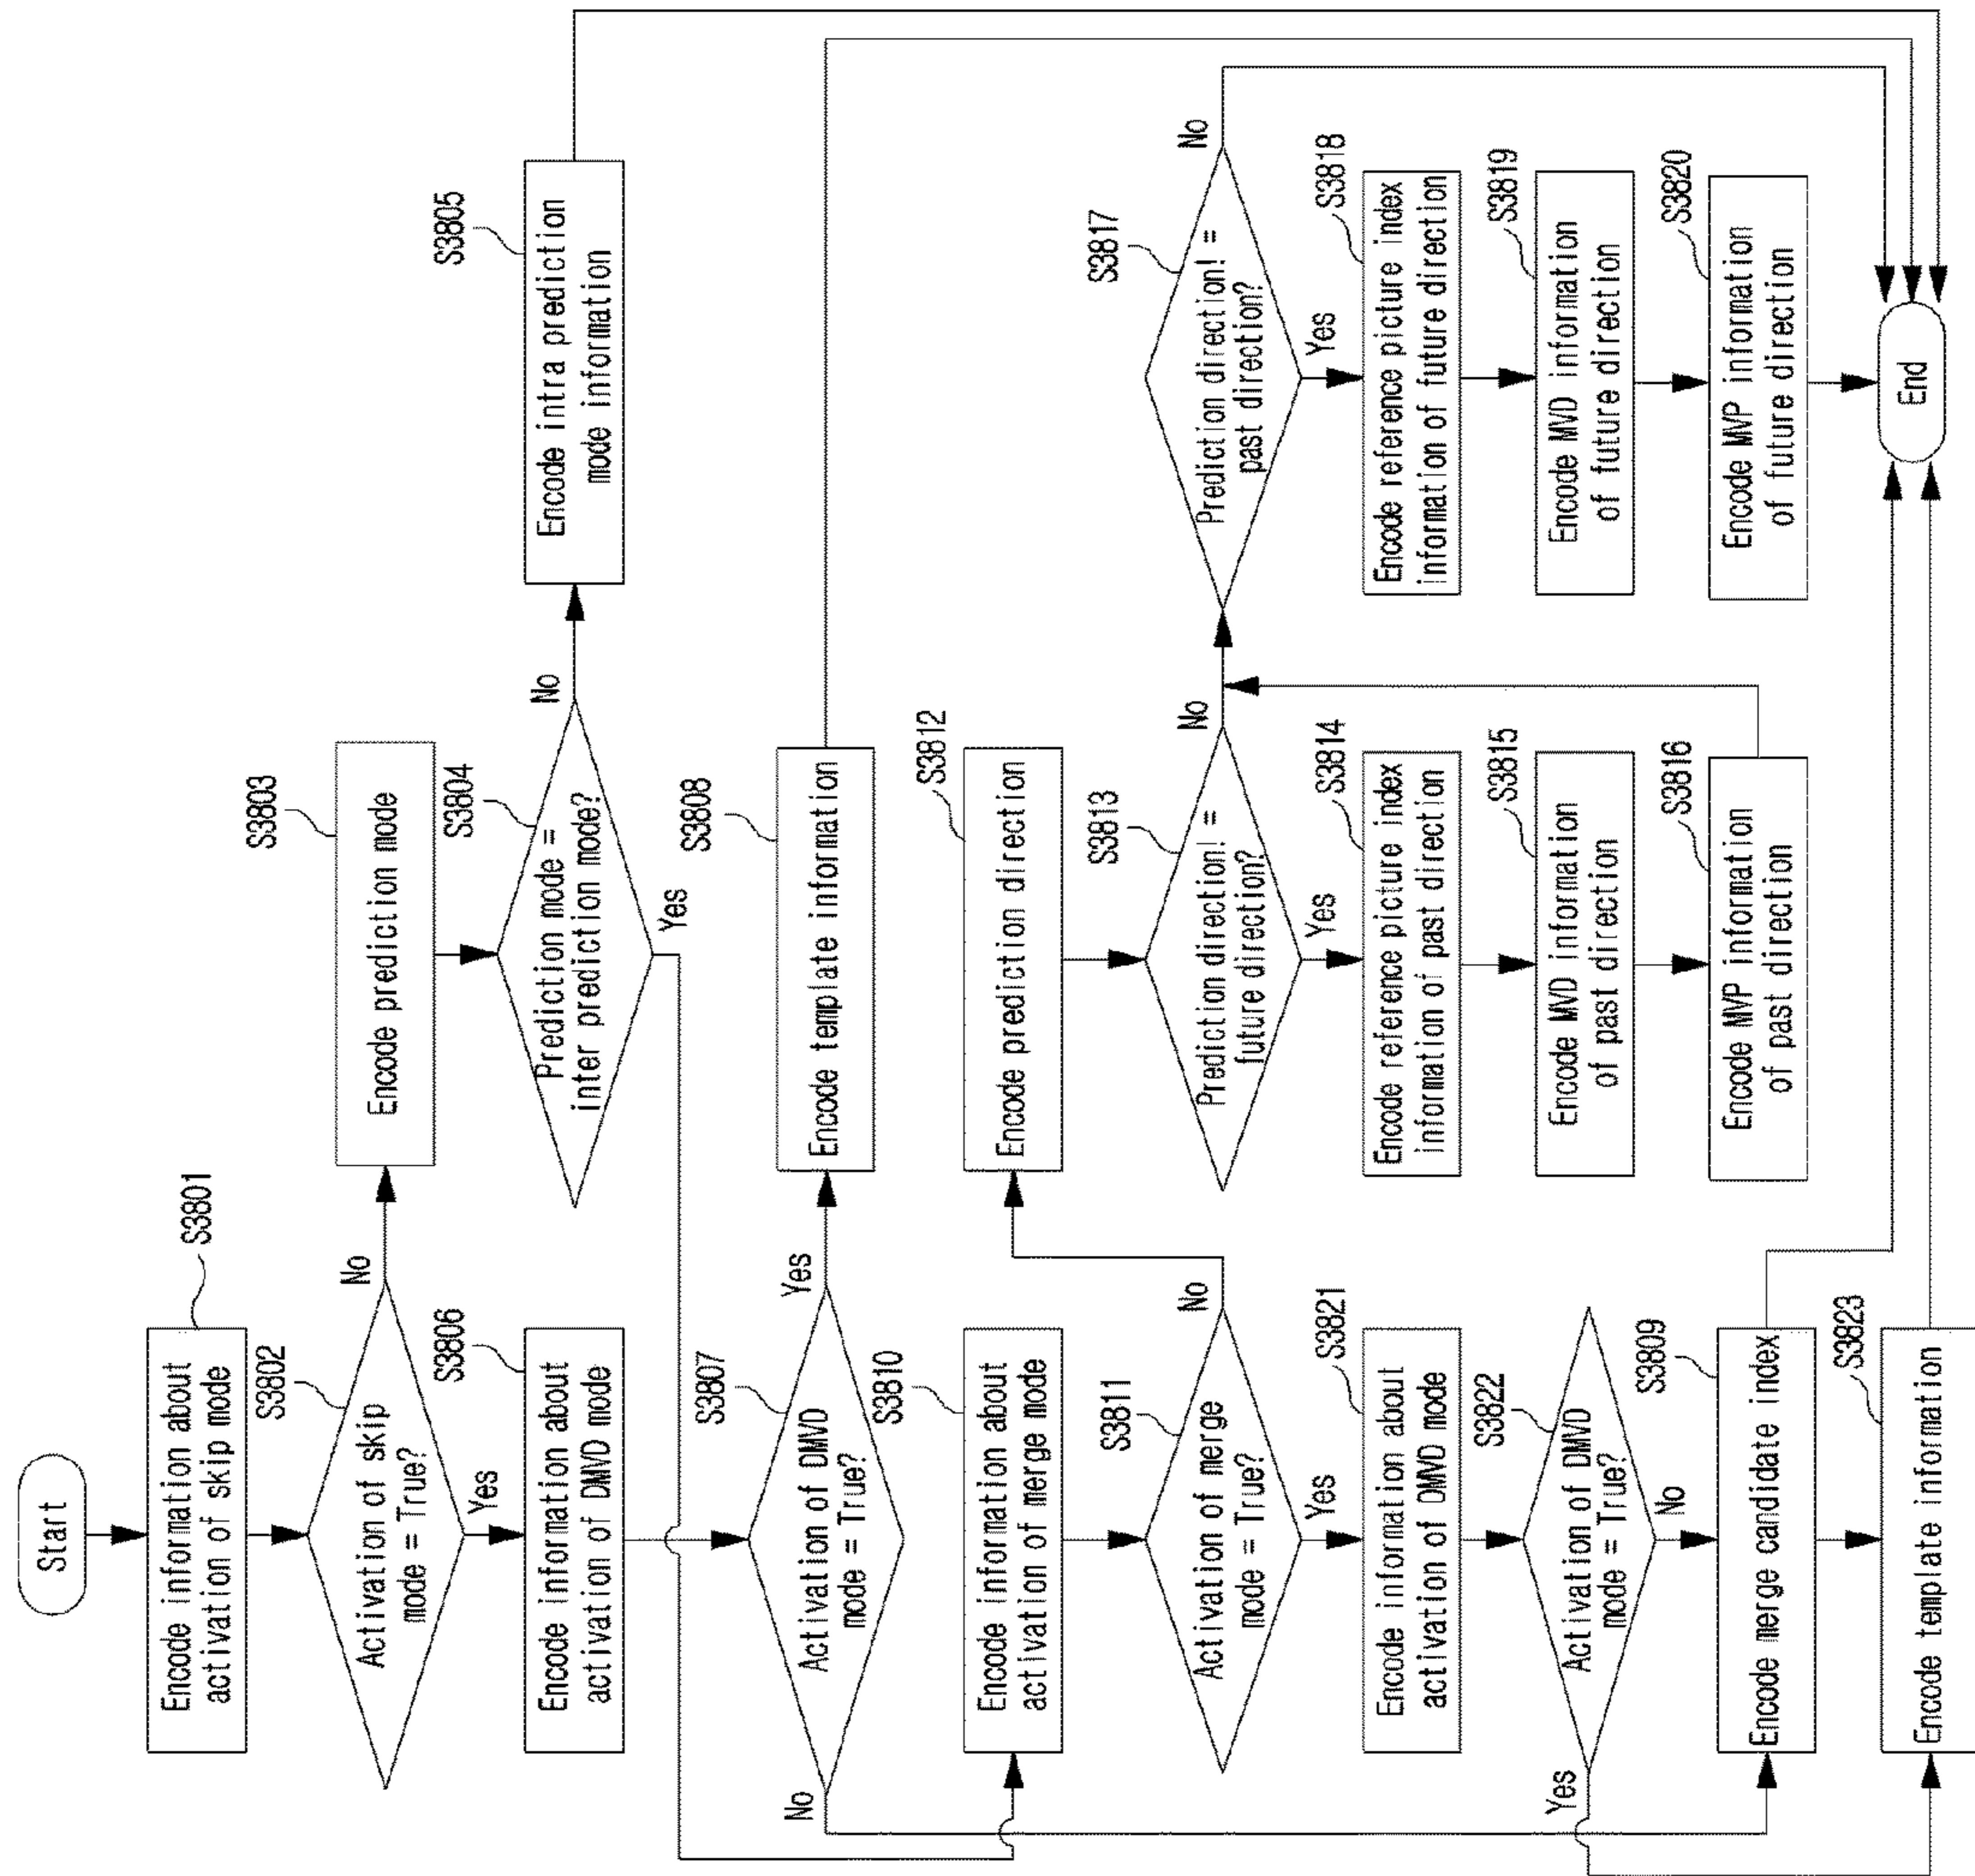 Start
S3801
Encode information about
activation of skip mode
S3802
Activation of skip
mode = True?
No
Yes
S3803
Encode prediction mode
S3804
Prediction mode =
inter prediction mode?
No
Yes
S3805
Encode intra prediction
mode information
S3806
Encode information about
activation of DMVD mode
S3807
Activation of DMVD
mode = True?
Yes
No
S3808
Encode template information
S3810
Encode information about
activation of merge mode
S3811
Activation of merge
mode = True?
No
Yes
S3812
Encode prediction direction
S3813
Prediction direction! =
future direction?
No
Yes
S3814
Encode reference picture index
information of past direction
S3815
Encode MVD information
of past direction
S3816
Encode MVP information
of past direction
S3817
Prediction direction! =
past direction?
No
Yes
S3818
Encode reference picture index
information of future direction
S3819
Encode MVD information
of future direction
S3820
Encode MVP information
of future direction
S3821
Encode information about
activation of DMVD mode
S3822
Activation of DMVD
mode = True?
Yes
No
S3809
Encode merge candidate index
S3823
Encode template information
End